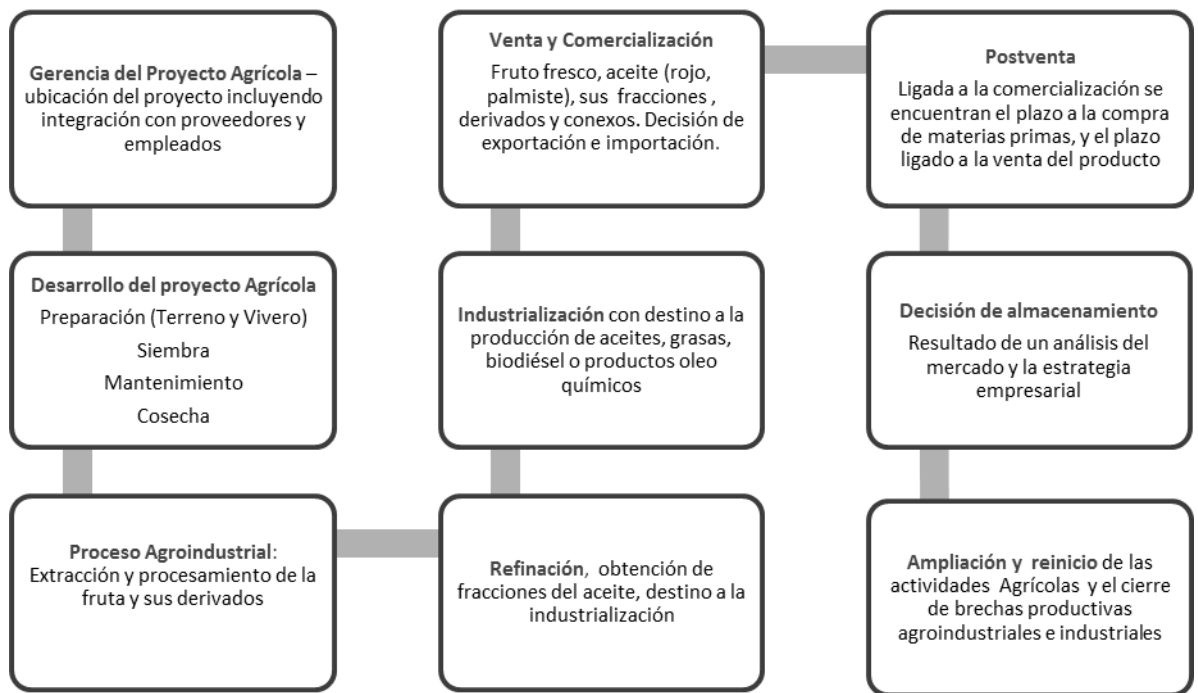 Gerencia del Proyecto Agrícola –
ubicación del proyecto incluyendo
integración con proveedores y
empleados
Desarrollo del proyecto Agrícola
Preparación (Terreno y Vivero)
Siembra
Mantenimiento
Cosecha
Proceso Agroindustrial:
Extracción y procesamiento de la
fruta y sus derivados
Refinación, obtención de
fracciones del aceite, destino a la
industrialización
Industrialización con destino a la
producción de aceites, grasas,
biodiésel o productos oleo
químicos
Venta y Comercialización
Fruto fresco, aceite (rojo,
palmiste), sus fracciones ,
derivados y conexos. Decisión de
exportación e importación.
Postventa
Ligada a la comercialización se
encuentran el plazo a la compra
de materias primas, y el plazo
ligado a la venta del producto
Decisión de almacenamiento
Resultado de un análisis del
mercado y la estrategia
empresarial
Ampliación y reinicio de las
actividades Agrícolas y el cierre
de brechas productivas
agroindustriales e industriales